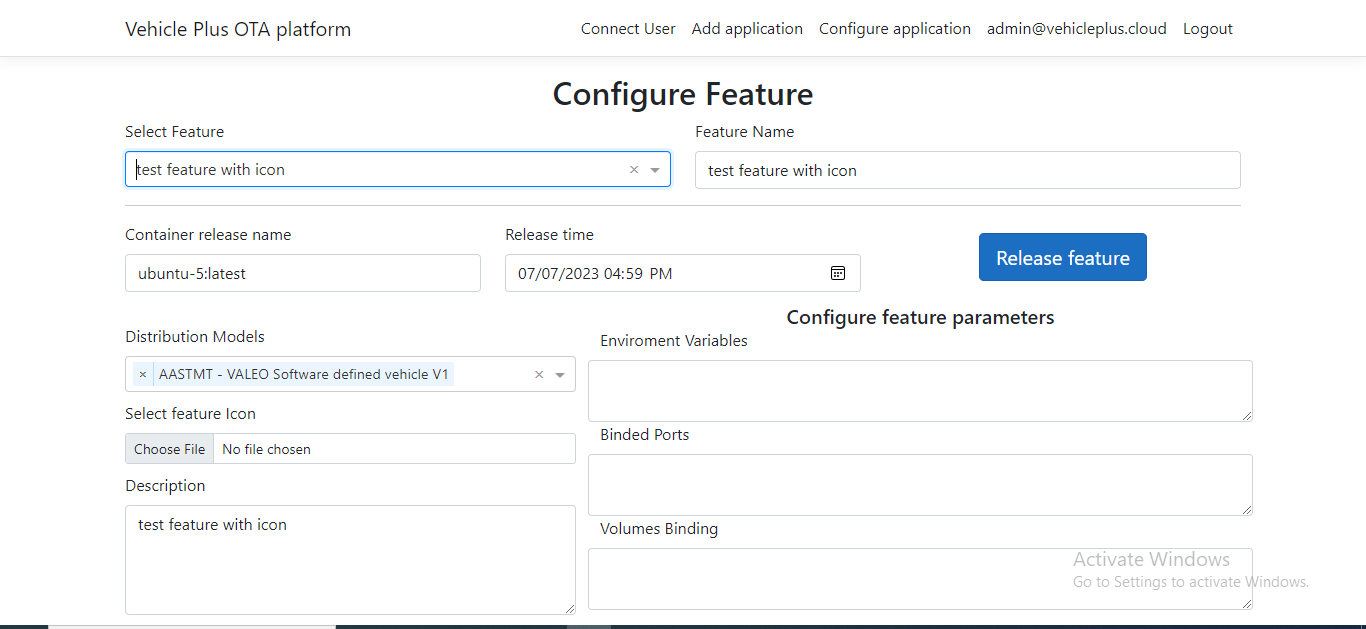 Vehicle Plus OTA platform
Connect User Add application Configure application admin@vehicleplus.cloud Logout
Configure Feature
Select Feature
test feature with icon
Feature Name
test feature with icon
Container release name
ubuntu-5:latest
Release time
07/07/2023 04:59 PM
Release feature
Distribution Models
× AASTMT - VALEO Software defined vehicle V1 ×
Select feature Icon
Choose File No file chosen
Description
test feature with icon
Configure feature parameters
Enviroment Variables
Binded Ports
Volumes Binding
Activate Windows
Go to Settings to activate Windows.